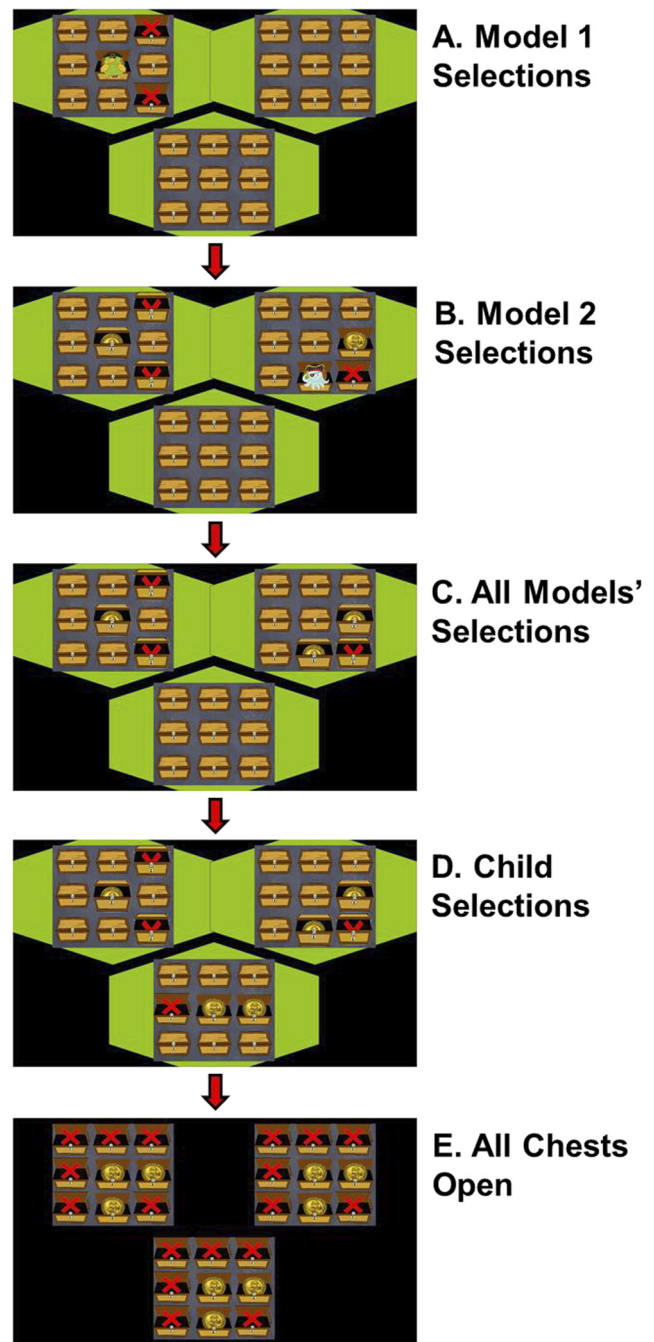 A. Model 1
Selections
B. Model 2
Selections
C. All Models’
Selections
D. Child
Selections
E. All Chests
Open